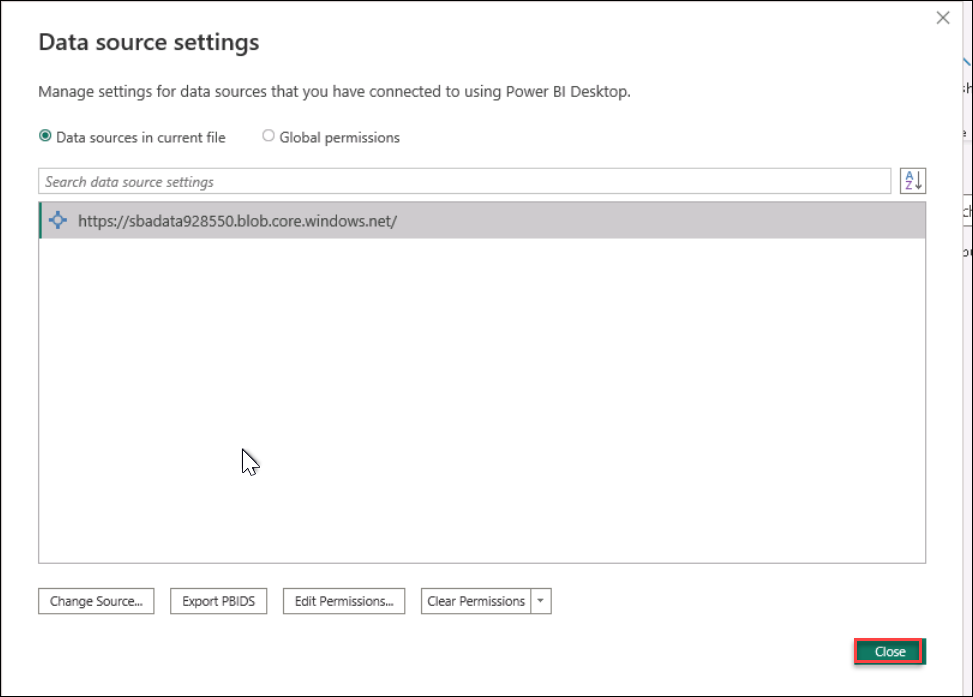 Data source settings
Manage settings for data sources that you have connected to using Power BI Desktop.
Data sources in current file Global permissions
Search data source settings
A
Z
https://sbadata928550.blob.core.windows.net/
Change Source... Export PBIDS Edit Permissions... Clear Permissions
Close